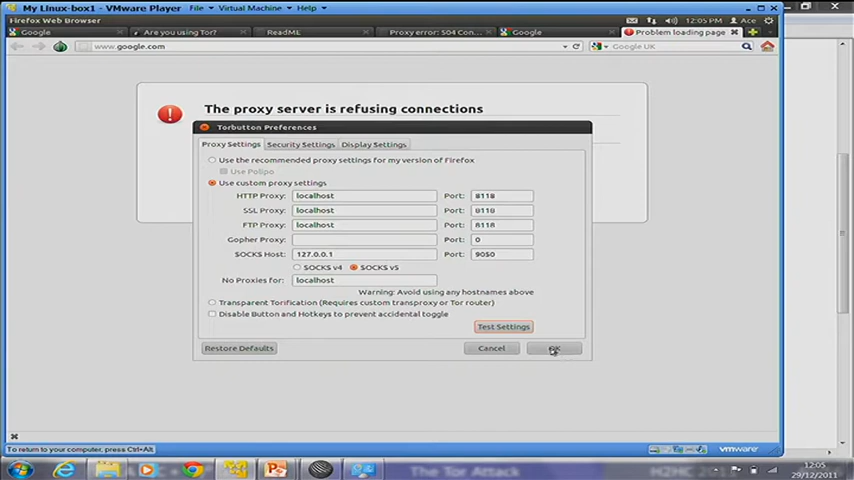 My Linux-box1 - VMware Player File Virtual Machine Help
Firefox Web Browser 12:05 PM Ace
Google Are you using Tor? ReadME Proxy error: 504 Con... Google Problem loading page
www.google.com Google UK
The proxy server is refusing connections
Torbutton Preferences
Proxy Settings Security Settings Display Settings
Use the recommended proxy settings for my version of Firefox
Use Polipo
Use custom proxy settings
HTTP Proxy: localhost Port: 8118
SSL Proxy: localhost Port: 8118
FTP Proxy: localhost Port: 8118
Gopher Proxy: Port: 0
SOCKS Host: 127.0.0.1 Port: 9050
SOCKS v4 SOCKS v5
No Proxies for: localhost
Warning: Avoid using any hostnames above
Transparent Torification (Requires custom transproxy or Tor router)
Disable Button and Hotkeys to prevent accidental toggle
Test Settings
Restore Defaults Cancel OK
To return to your computer, press Ctrl+Alt vmware
The Tor Attack H2HC 2011 12:05
29/12/2011